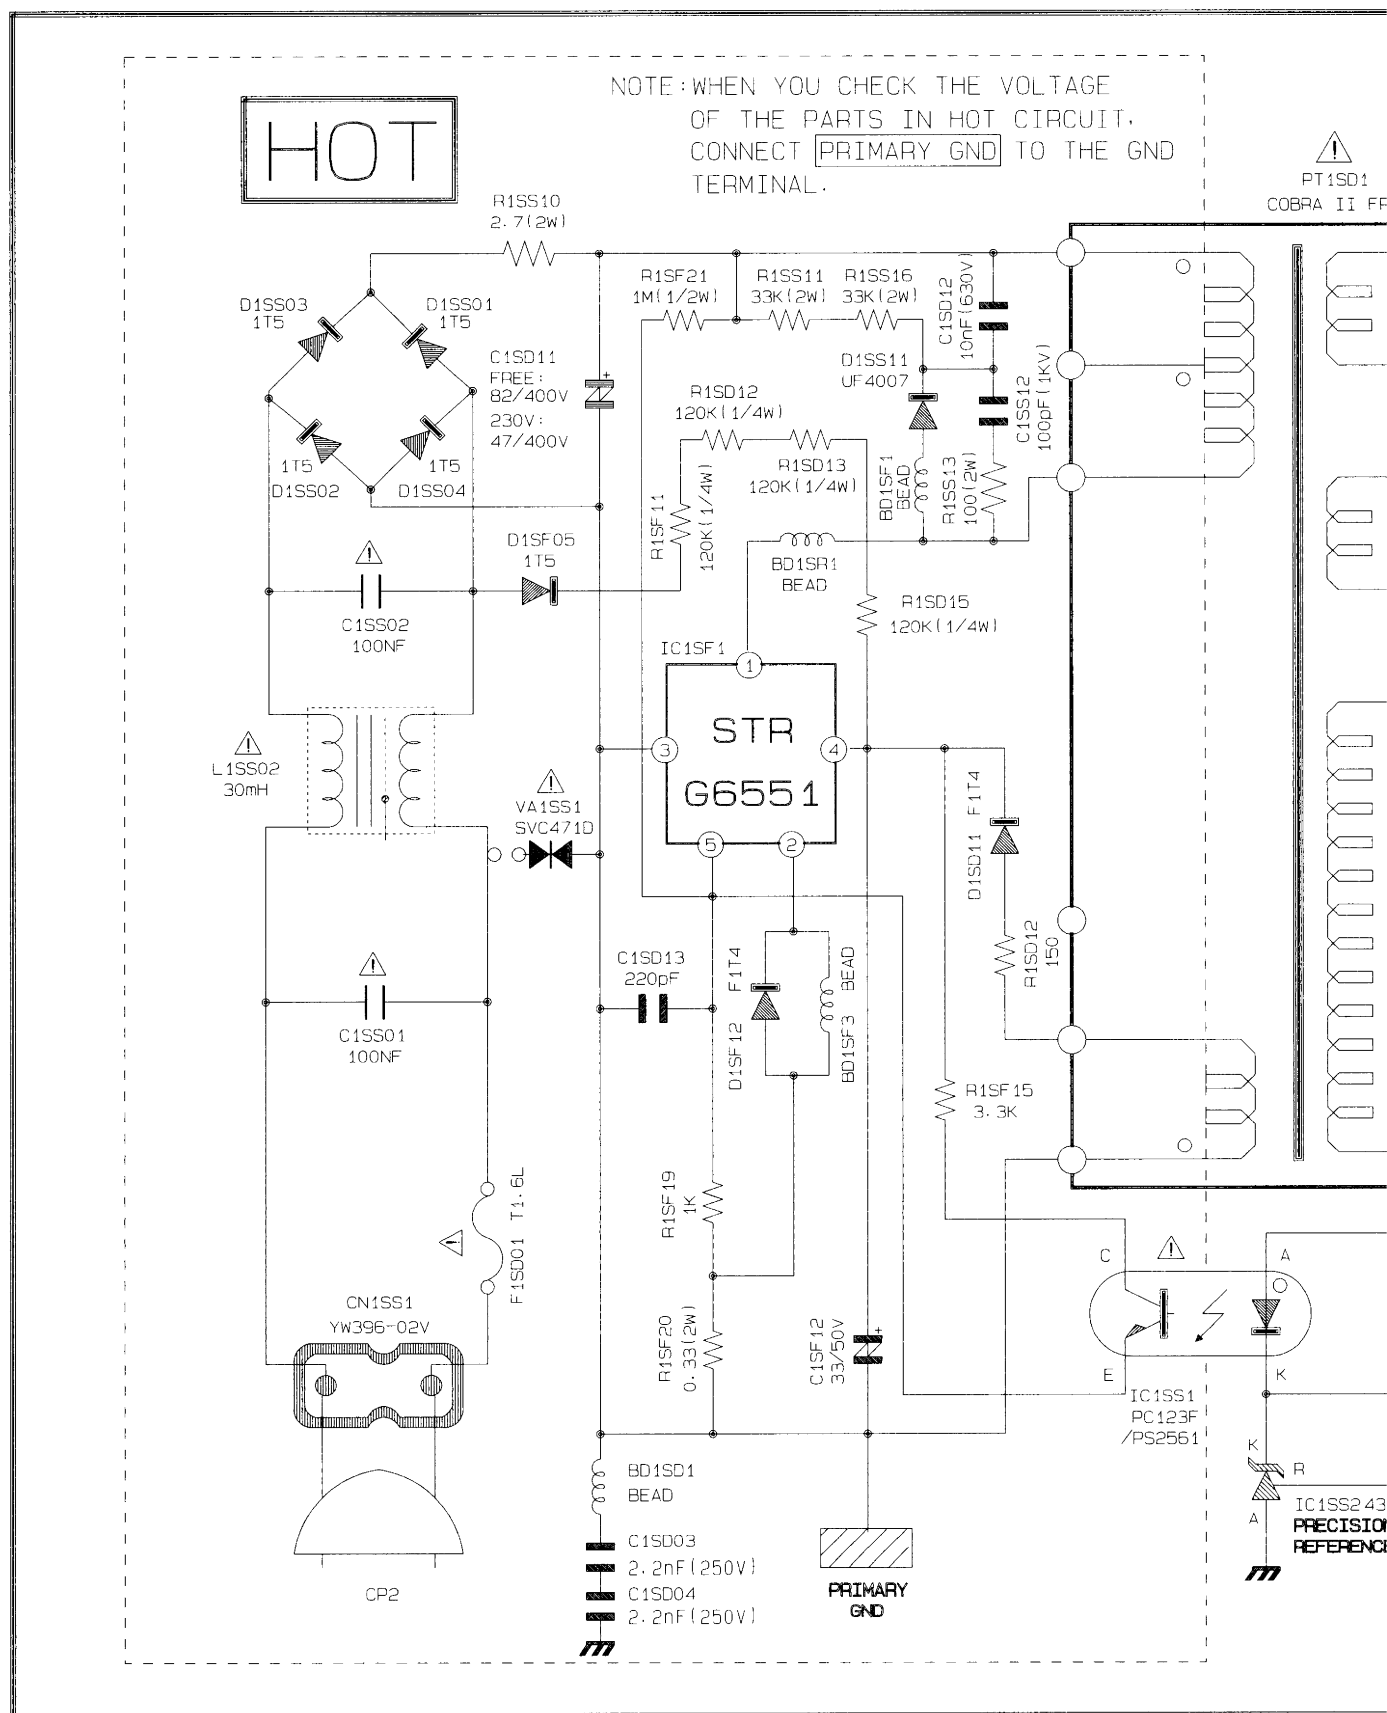 NOTE:WHEN YOU CHECK THE VOLTAGE
OF THE PARTS IN HOT CIRCUIT.
CONNECT PRIMARY GND TO THE GND
TERMINAL.
HOT
PT1SD1
COBRA II
R1SS10
2.7(2W)
R1SF21
1M(1/2W)
R1SS11
33K(2W)
R1SS16
33K(2W)
C1SD12
10nF(630V)
D1SS03
1T5
D1SS01
1T5
C1SD11
FREE:
82/400V
230V:
47/400V
+
D1SS11
UF4007
C1SS12
100pF(1KV)
R1SD12
120K(1/4W)
R1SD13
120K(1/4W)
1T5
D1SS02
1T5
D1SS04
BD1SF1
BEAD
R1SS13
100(2W)
R1SF11
120K(1/4W)
D1SF05
1T5
BD1SR1
BEAD
C1SS02
100NF
R1SD15
120K(1/4W)
IC1SF1
1
STR
3
4
G6551
5
2
L1SS02
30mH
VA1SS1
SVC471D
D1SD11 F1T4
R1SD12
150
C1SD13
220pF
D1SF12 F1T4
BD1SF3 BEAD
C1SS01
100NF
R1SF15
3.3K
R1SF19
1K
F1SD01 T1.6L
C
A
CN1SS1
YW396-02V
R1SF20
0.33(2W)
C1SF12
33/50V
+
E
K
IC1SS1
PC123F
/PS2561
K
R
A
IC1SS2 43
BD1SD1
BEAD
C1SD03
2.2nF(250V)
C1SD04
2.2nF(250V)
CP2
PRIMARY
GND